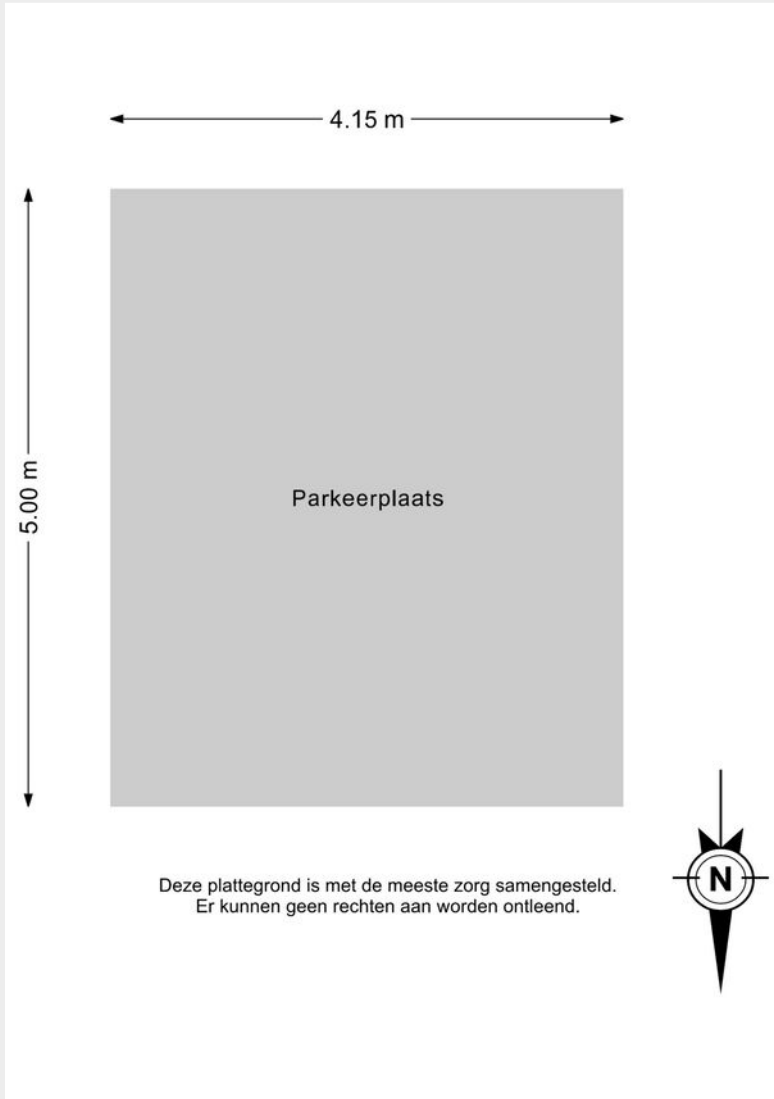 4.15 m
5.00 m
Parkeerplaats
Deze plattegrond is met de meeste zorg samengesteld.
Er kunnen geen rechten aan worden ontleend.
N